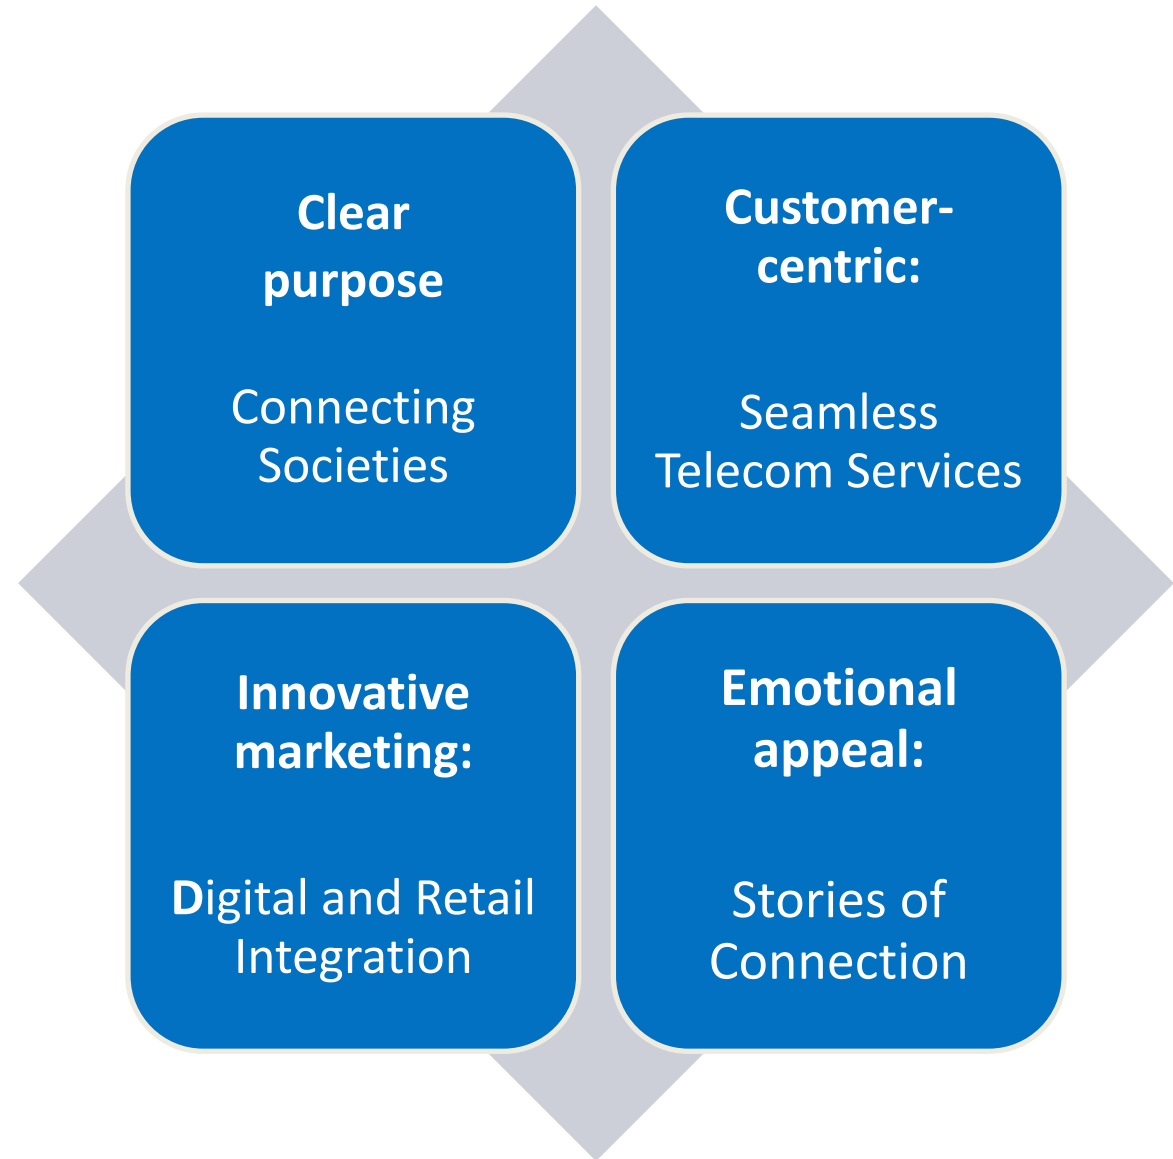 Clear
purpose
Connecting
Societies
Customer-
centric:
Seamless
Telecom Services
Innovative
marketing:
Digital and Retail
Integration
Emotional
appeal:
Stories of
Connection